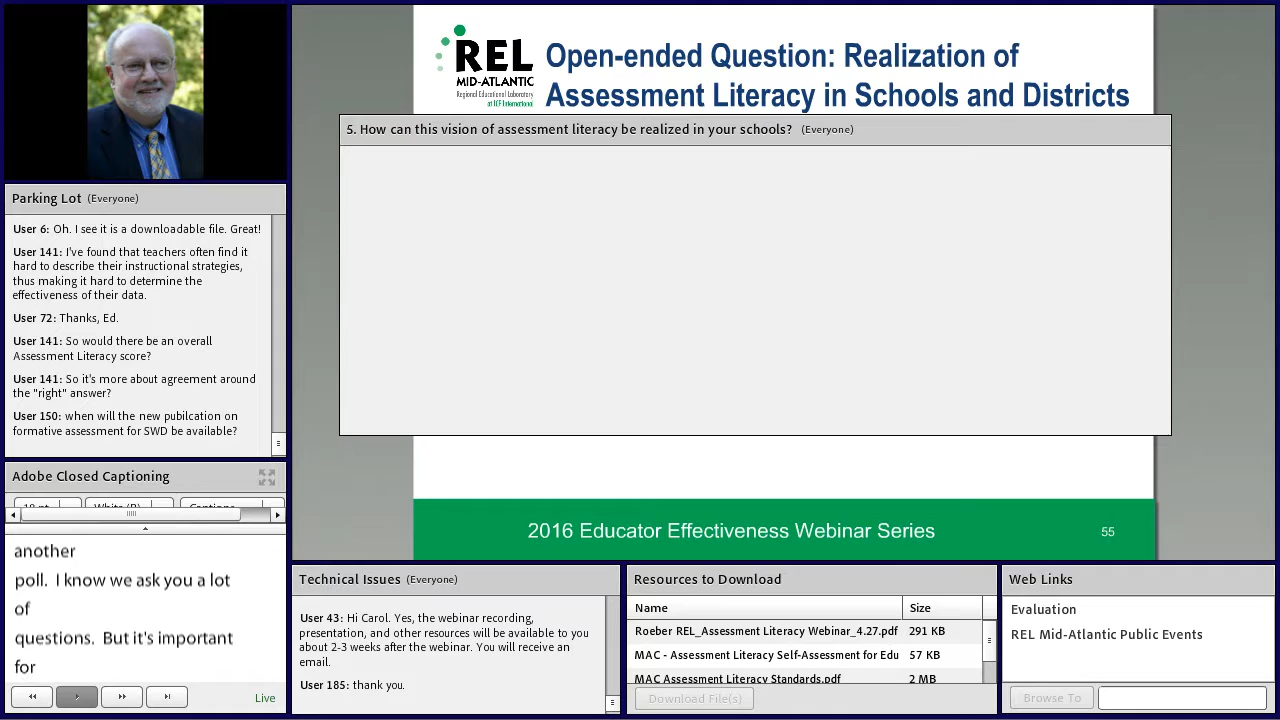 REL
MID-ATLANTIC
Regional Educational Laboratory
at ICF International
Open-ended Question: Realization of
Assessment Literacy in Schools and Districts
5. How can this vision of assessment literacy be realized in your schools? (Everyone)
2016 Educator Effectiveness Webinar Series
55
Parking Lot (Everyone)
User 6: Oh. I see it is a downloadable file. Great!
User 141: I've found that teachers often find it
hard to describe their instructional strategies,
thus making it hard to determine the
effectiveness of their data.
User 72: Thanks, Ed.
User 141: So would there be an overall
Assessment Literacy score?
User 141: So it's more about agreement around
the "right" answer?
User 150: when will the new pubilcation on
formative assessment for SWD be available?
Adobe Closed Captioning
18 pt
White (B)
Captions
another
poll. I know we ask you a lot
of
questions. But it's important
for
Live
Technical Issues (Everyone)
User 43: Hi Carol. Yes, the webinar recording,
presentation, and other resources will be available to you
about 2-3 weeks after the webinar. You will receive an
email.
User 185: thank you.
Resources to Download
Name Size
Roeber REL_Assessment Literacy Webinar_4.27.pdf 291 KB
MAC - Assessment Literacy Self-Assessment for Edu 57 KB
MAC Assessment Literacy Standards.pdf 2 MB
Download File(s)
Web Links
Evaluation
REL Mid-Atlantic Public Events
Browse To